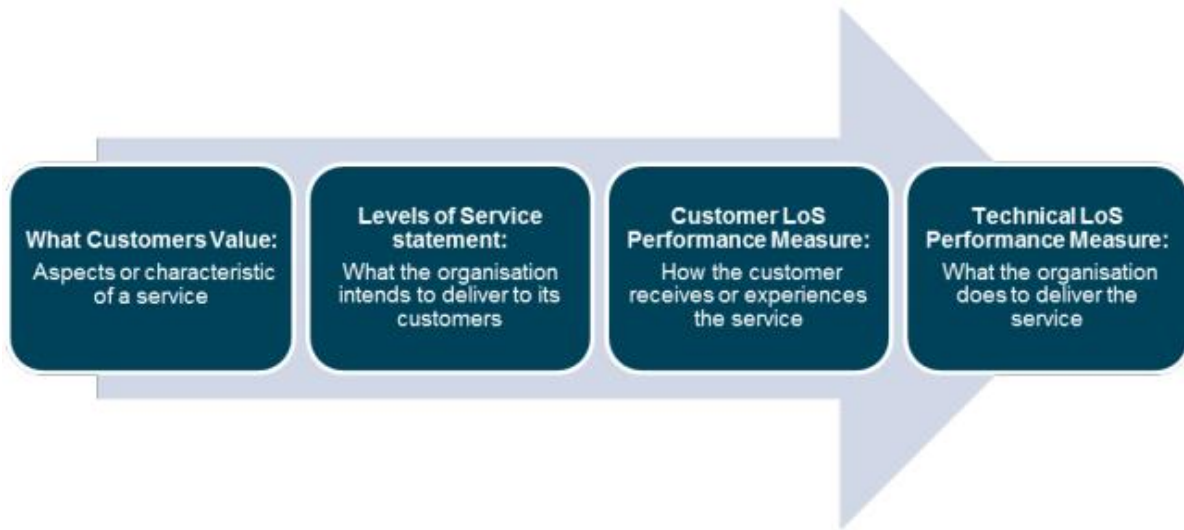 What Customers Value:
Aspects or characteristic
of a service
Levels of Service
statement:
What the organisation
intends to deliver to its
customers
Customer LoS
Performance Measure:
How the customer
receives or experiences
the service
Technical LoS
Performance Measure:
What the organisation
does to deliver the
service